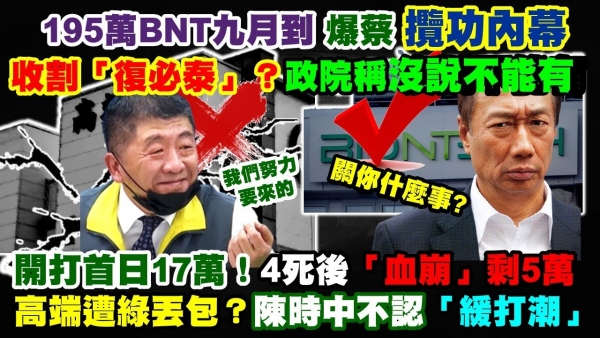 195萬BNT九月到 爆蔡 攬功內幕
收割「復必泰」？政院稱沒說不能有
BIONTECH
我們努力
要來的
關你什麼事?
開打首日17萬！4死後「血崩」剩5萬
高端遭綠丟包？陳時中不認「緩打潮」